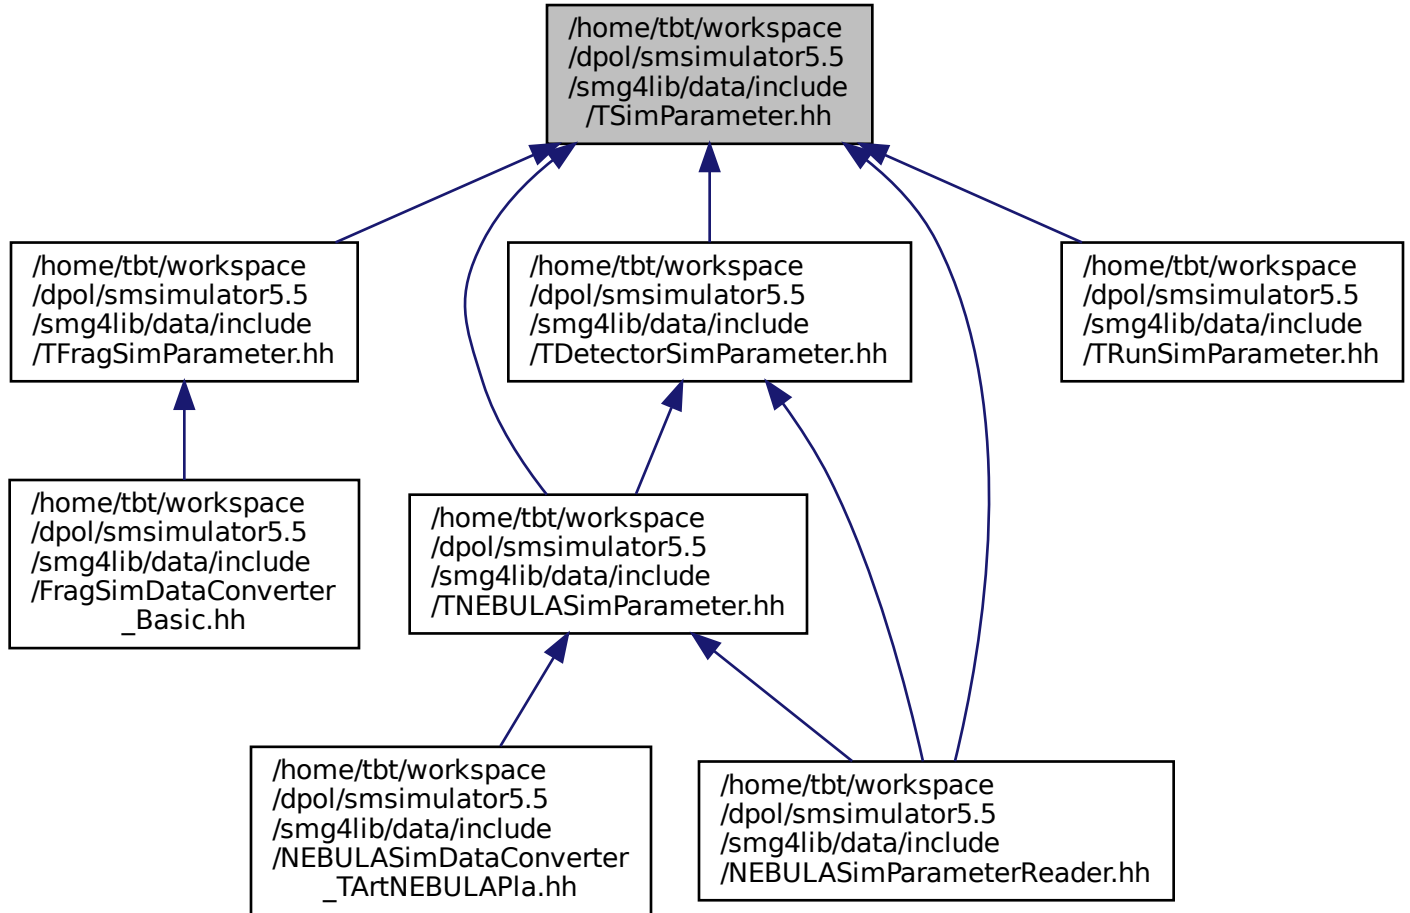 /home/tbt/workspace
/dpol/smsimulator5.5
/smg4lib/data/include
/TSimParameter.hh
/home/tbt/workspace
/dpol/smsimulator5.5
/smg4lib/data/include
/TFragSimParameter.hh
/home/tbt/workspace
/dpol/smsimulator5.5
/smg4lib/data/include
/TDetectorSimParameter.hh
/home/tbt/workspace
/dpol/smsimulator5.5
/smg4lib/data/include
/TRunSimParameter.hh
/home/tbt/workspace
/dpol/smsimulator5.5
/smg4lib/data/include
/FragSimDataConverter
_Basic.hh
/home/tbt/workspace
/dpol/smsimulator5.5
/smg4lib/data/include
/TNEBULASimParameter.hh
/home/tbt/workspace
/dpol/smsimulator5.5
/smg4lib/data/include
/NEBULASimDataConverter
_TArtNEBULAPla.hh
/home/tbt/workspace
/dpol/smsimulator5.5
/smg4lib/data/include
/NEBULASimParameterReader.hh